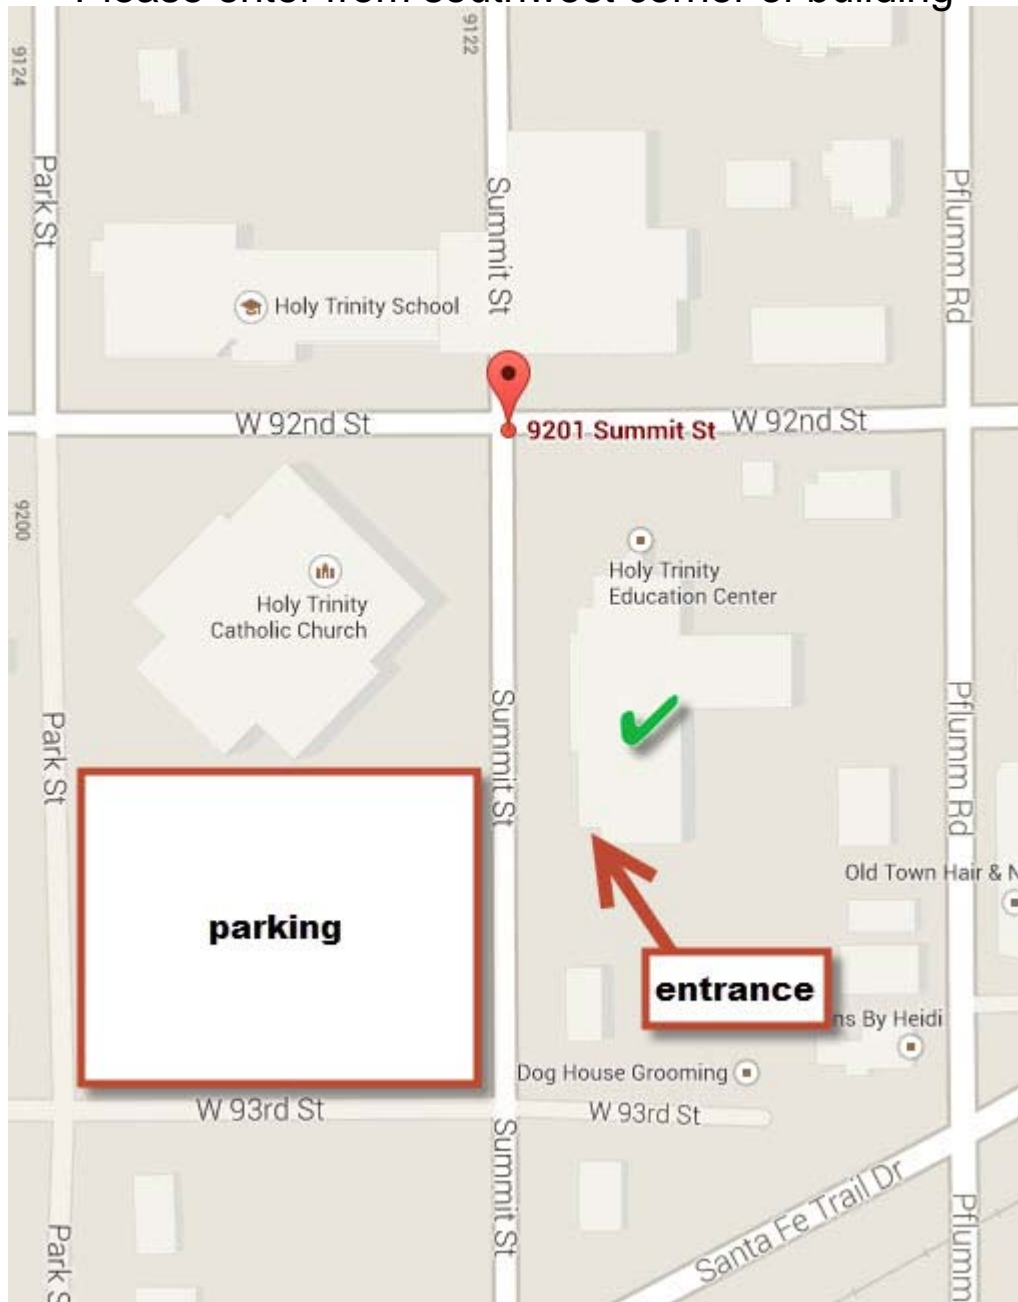 Please enter from southwest corner of building
9124
9122
Park St
Summit St
Pflumm Rd
Holy Trinity School
W 92nd St
9201 Summit St
W 92nd St
9200
Holy Trinity
Catholic Church
Holy Trinity
Education Center
Park St
Summit St
Pflumm Rd
Old Town Hair & N
parking
entrance
ns By Heidi
Dog House Grooming
W 93rd St
W 93rd St
Summit St
Santa Fe Trail Dr
Park S
Pflumm